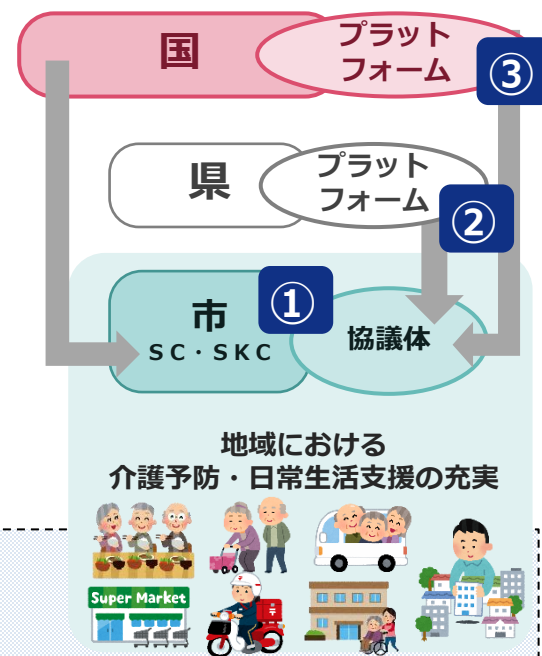 国
プラット
フォーム
③
県
プラット
フォーム
②
①
市
SC・SKC
協議体
地域における
介護予防・日常生活支援の充実
Super Market
〒
〒